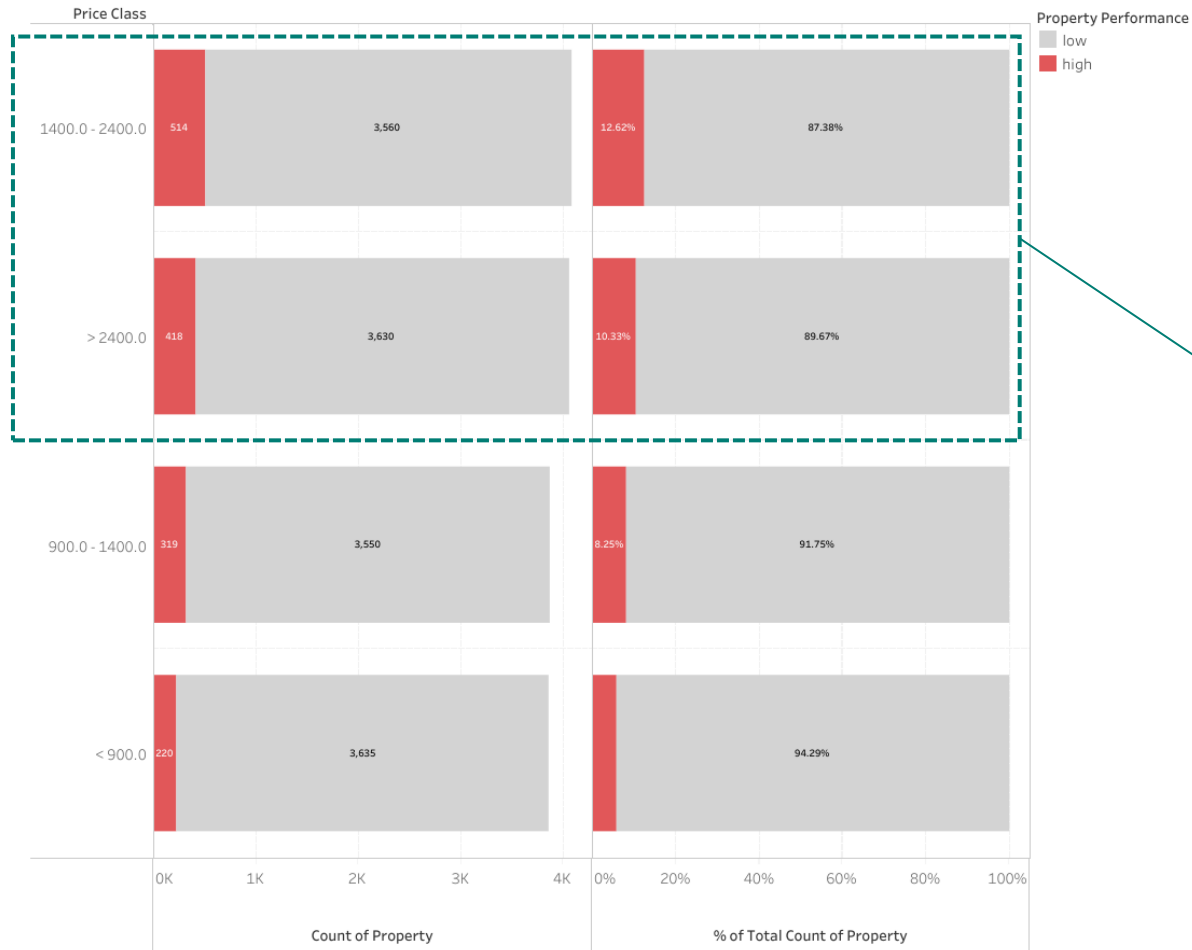 Price Class
Property Performance
low
high
1400.0 - 2400.0
514
3,560
12.62%
87.38%
> 2400.0
418
3,630
10.33%
89.67%
900.0 - 1400.0
319
3,550
8.25%
91.75%
< 900.0
220
3,635
94.29%
0K 1K 2K 3K 4K
0% 20% 40% 60% 80% 100%
Count of Property
% of Total Count of Property